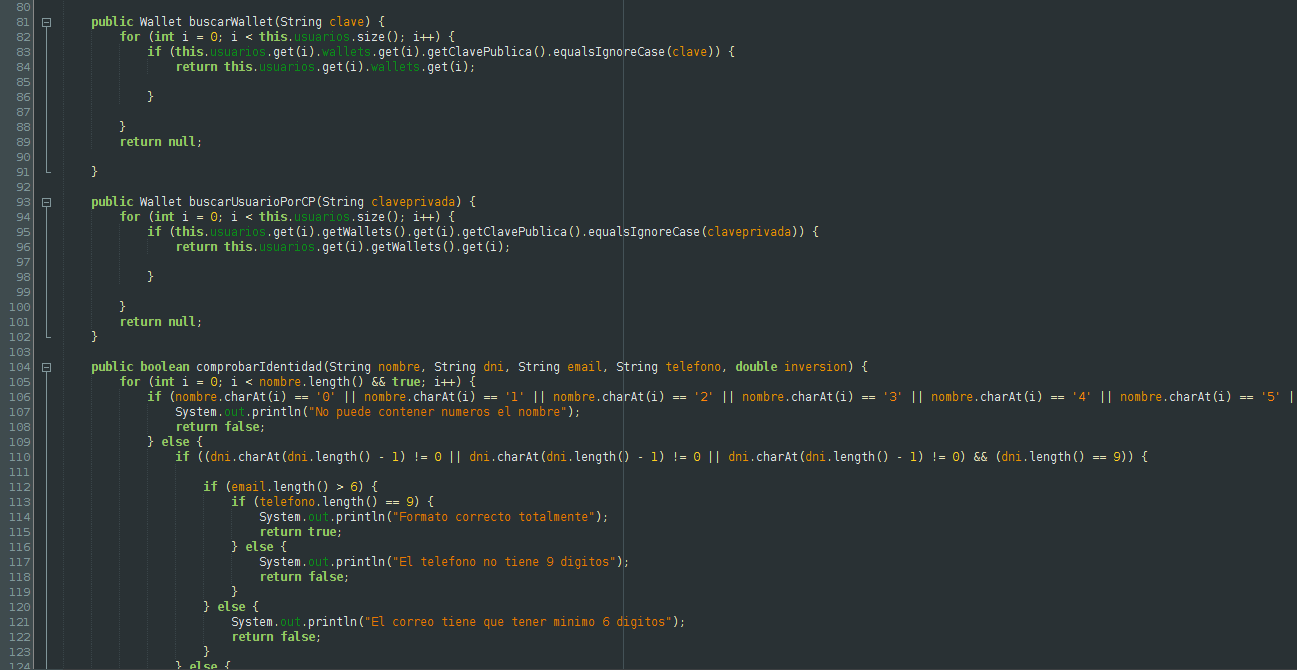 80
81 public Wallet buscarWallet(String clave) {
82 for (int i = 0; i < this.usuarios.size(); i++) {
83 if (this.usuarios.get(i).wallets.get(i).getClavePublica().equalsIgnoreCase(clave)) {
84 return this.usuarios.get(i).wallets.get(i);
85
86 }
87
88 }
89 return null;
90
91 }
92
93 public Wallet buscarUsuarioPorCP(String claveprivada) {
94 for (int i = 0; i < this.usuarios.size(); i++) {
95 if (this.usuarios.get(i).getWallets().get(i).getClavePublica().equalsIgnoreCase(claveprivada)) {
96 return this.usuarios.get(i).getWallets().get(i);
97
98 }
99
100 }
101 return null;
102 }
103
104 public boolean comprobarIdentidad(String nombre, String dni, String email, String telefono, double inversion) {
105 for (int i = 0; i < nombre.length() && true; i++) {
106 if (nombre.charAt(i) == '0' || nombre.charAt(i) == '1' || nombre.charAt(i) == '2' || nombre.charAt(i) == '3' || nombre.charAt(i) == '4' || nombre.charAt(i) == '5' |
107 System.out.println("No puede contener numeros el nombre");
108 return false;
109 } else {
110 if ((dni.charAt(dni.length() - 1) != 0 || dni.charAt(dni.length() - 1) != 0 || dni.charAt(dni.length() - 1) != 0) && (dni.length() == 9)) {
111
112 if (email.length() > 6) {
113 if (telefono.length() == 9) {
114 System.out.println("Formato correcto totalmente");
115 return true;
116 } else {
117 System.out.println("El telefono no tiene 9 digitos");
118 return false;
119 }
120 } else {
121 System.out.println("El correo tiene que tener minimo 6 digitos");
122 return false;
123 }
124 } else {